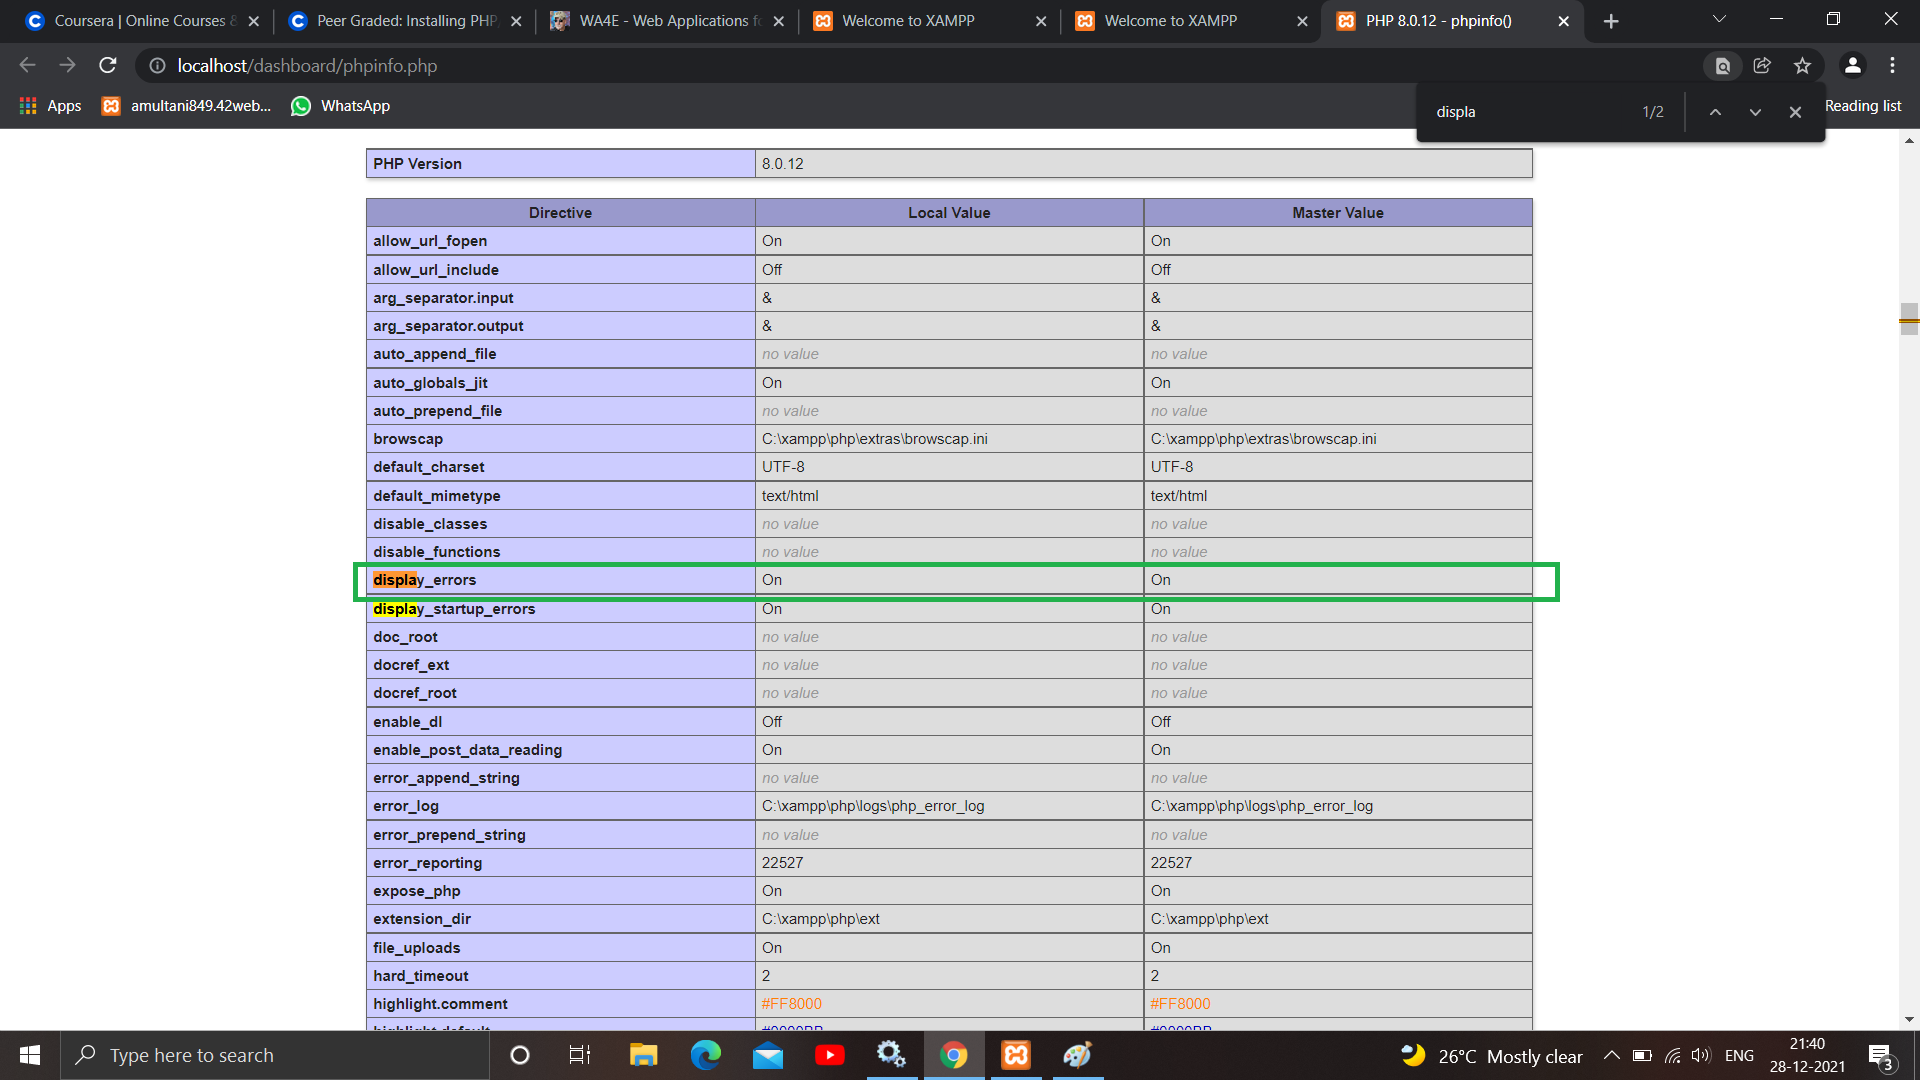 Coursera | Online Courses &
Peer Graded: Installing PHP,
WA4E - Web Applications fo
Welcome to XAMPP
Welcome to XAMPP
PHP 8.0.12 - phpinfo()
localhost/dashboard/phpinfo.php
Apps
amultani849.42web...
WhatsApp
Reading list
displa
1/2
PHP Version 8.0.12
Directive Local Value Master Value
allow_url_fopen On On
allow_url_include Off Off
arg_separator.input & &
arg_separator.output & &
auto_append_file no value no value
auto_globals_jit On On
auto_prepend_file no value no value
browscap C:\xampp\php\extras\browscap.ini C:\xampp\php\extras\browscap.ini
default_charset UTF-8 UTF-8
default_mimetype text/html text/html
disable_classes no value no value
disable_functions no value no value
display_errors On On
display_startup_errors On On
doc_root no value no value
docref_ext no value no value
docref_root no value no value
enable_dl Off Off
enable_post_data_reading On On
error_append_string no value no value
error_log C:\xampp\php\logs\php_error_log C:\xampp\php\logs\php_error_log
error_prepend_string no value no value
error_reporting 22527 22527
expose_php On On
extension_dir C:\xampp\php\ext C:\xampp\php\ext
file_uploads On On
hard_timeout 2 2
highlight.comment #FF8000 #FF8000
highlight.default #0000BB #0000BB
Type here to search
26°C Mostly clear
ENG
21:40
28-12-2021
3